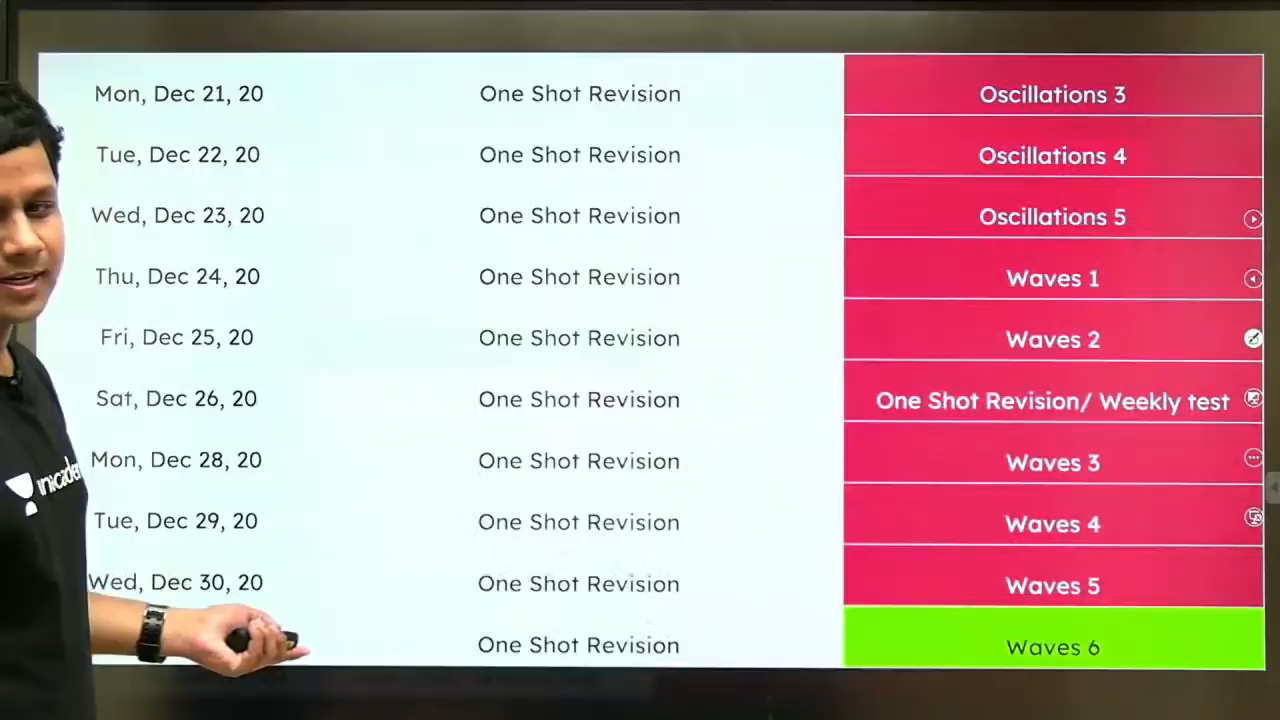 Mon, Dec 21, 20 One Shot Revision Oscillations 3
Tue, Dec 22, 20 One Shot Revision Oscillations 4
Wed, Dec 23, 20 One Shot Revision Oscillations 5
Thu, Dec 24, 20 One Shot Revision Waves 1
Fri, Dec 25, 20 One Shot Revision Waves 2
Sat, Dec 26, 20 One Shot Revision One Shot Revision/ Weekly test
Mon, Dec 28, 20 One Shot Revision Waves 3
Tue, Dec 29, 20 One Shot Revision Waves 4
Wed, Dec 30, 20 One Shot Revision Waves 5
One Shot Revision Waves 6